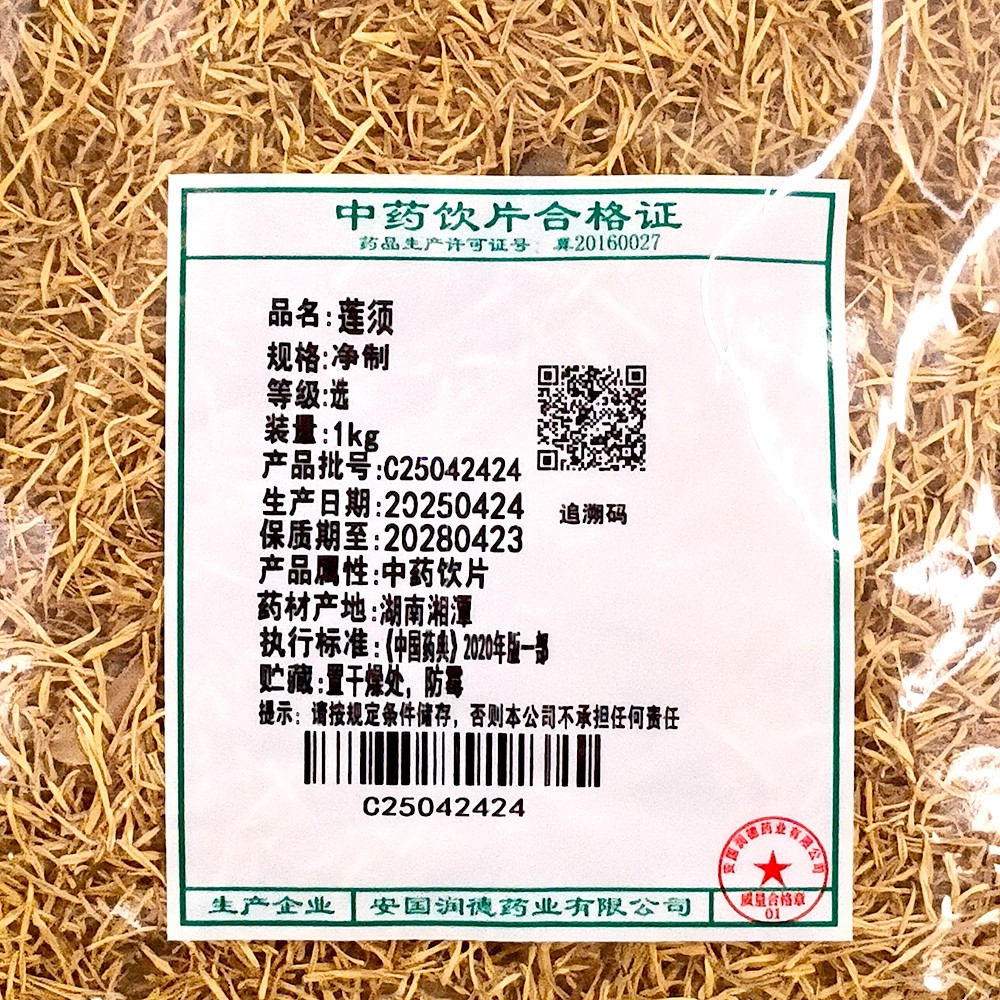 中药饮片合格证
药品生产许可证号：冀20160027
品名:莲须
规格:净制
等级:选
装量:1kg
产品批号:C25042424
生产日期:20250424
追溯码
保质期至:20280423
产品属性:中药饮片
药材产地:湖南湘潭
执行标准:《中国药典》2020年版一部
贮藏:置干燥处，防霉
提示：请按规定条件储存，否则本公司不承担任何责任
C25042424
安国润德药业有限公司
质量合格章
01
生产企业 安国润德药业有限公司